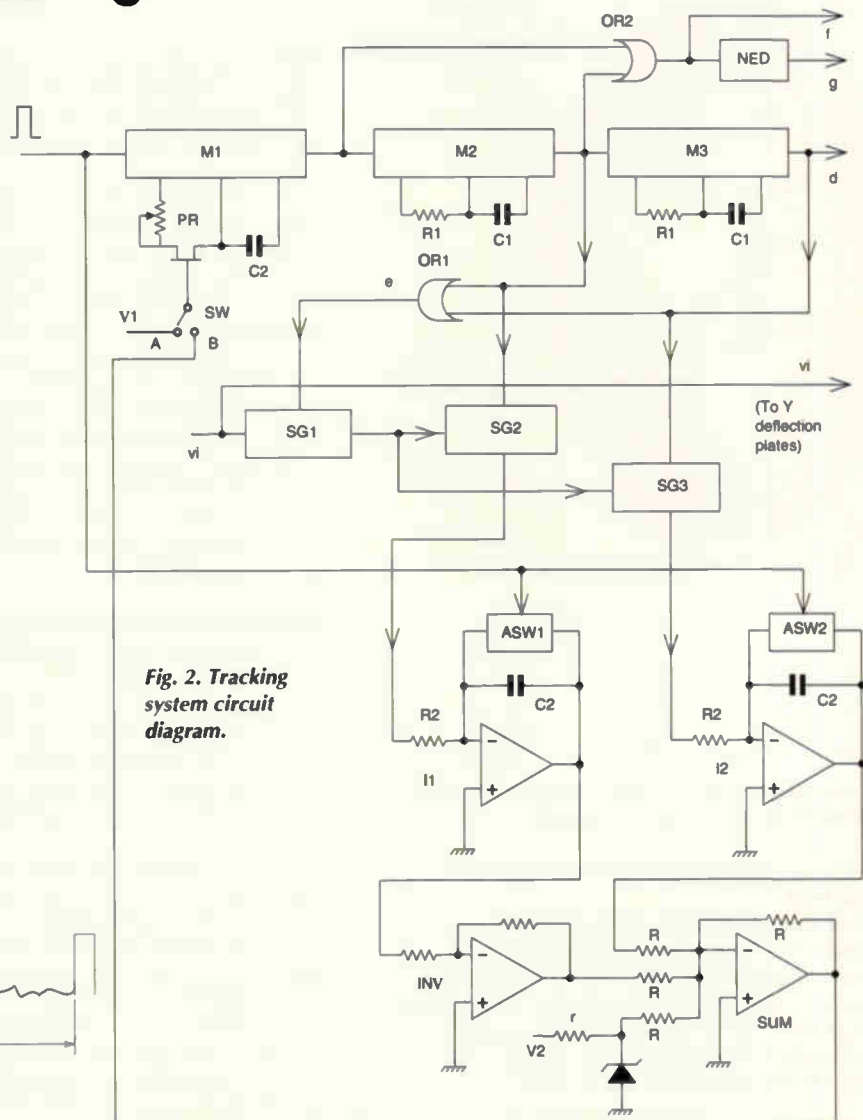 OR2
f
NED
g
M1
M2
M3
d
PR
R1
C1
R1
C1
C2
OR1
e
SW
V1
A
B
vi
(To Y
deflection
plates)
SG1
SG2
vi
SG3
ASW1
ASW2
Fig. 2. Tracking
system circuit
diagram.
C2
C2
R2
R2
-
-
I1
I2
+
+
R
R
-
-
INV
R
+
+
r
R
SUM
V2